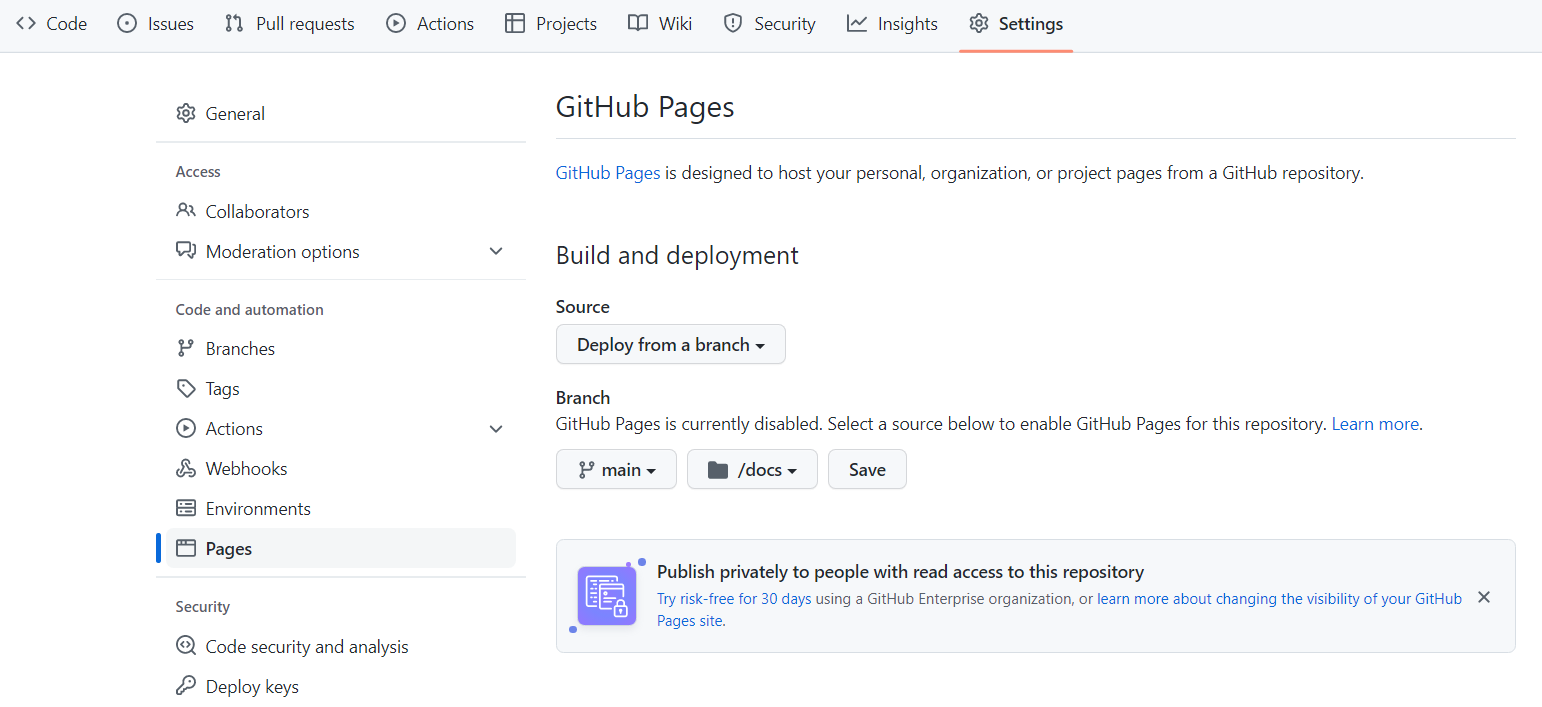 Code Issues Pull requests Actions Projects Wiki Security Insights Settings
General
Access
Collaborators
Moderation options
Code and automation
Branches
Tags
Actions
Webhooks
Environments
Pages
Security
Code security and analysis
Deploy keys
GitHub Pages
GitHub Pages is designed to host your personal, organization, or project pages from a GitHub repository.
Build and deployment
Source
Deploy from a branch
Branch
GitHub Pages is currently disabled. Select a source below to enable GitHub Pages for this repository. Learn more.
main /docs Save
Publish privately to people with read access to this repository
Try risk-free for 30 days using a GitHub Enterprise organization, or learn more about changing the visibility of your GitHub
Pages site.